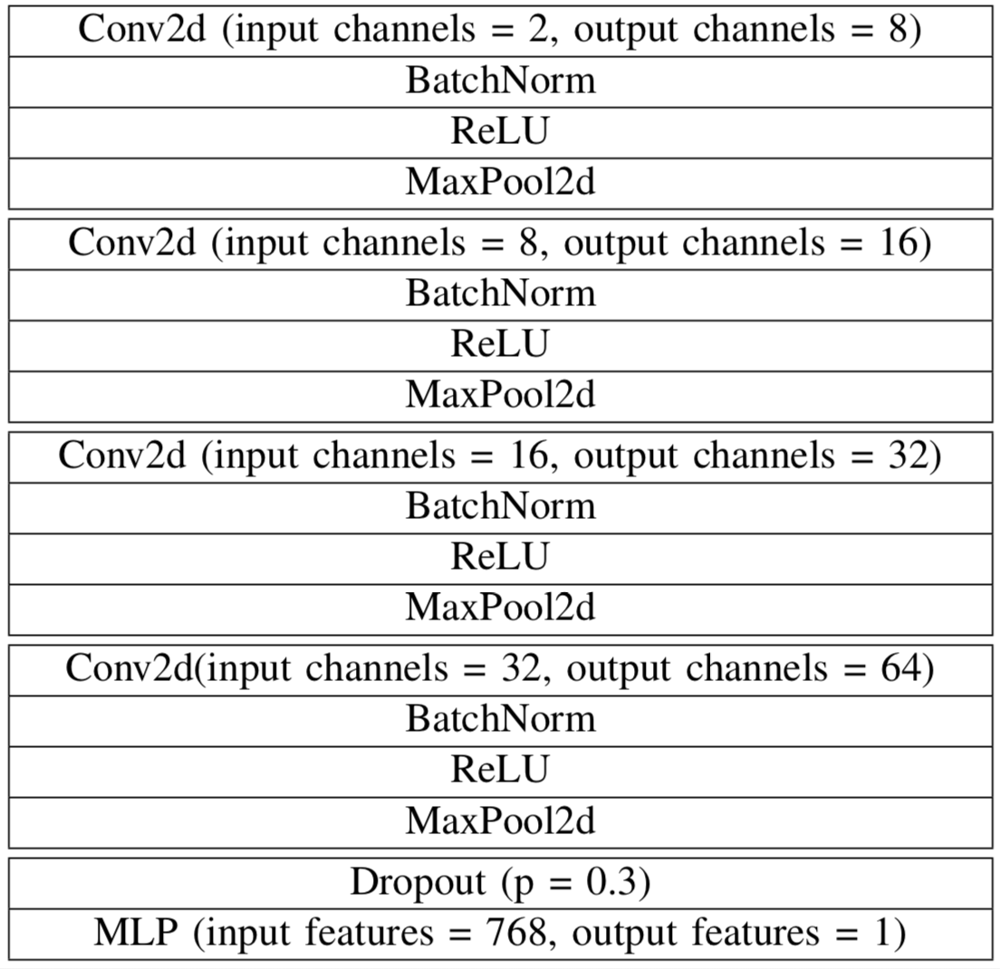 Conv2d (input channels = 2, output channels = 8)
BatchNorm
ReLU
MaxPool2d
Conv2d (input channels = 8, output channels = 16)
BatchNorm
ReLU
MaxPool2d
Conv2d (input channels = 16, output channels = 32)
BatchNorm
ReLU
MaxPool2d
Conv2d(input channels = 32, output channels = 64)
BatchNorm
ReLU
MaxPool2d
Dropout (p = 0.3)
MLP (input features = 768, output features = 1)